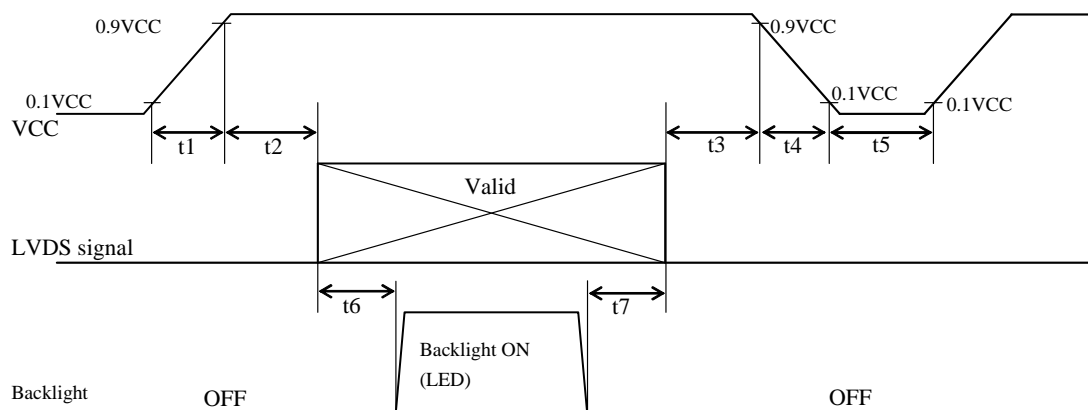 0.9VCC
0.9VCC
0.1VCC
0.1VCC
0.1VCC
VCC
t1
t2
t3
t4
t5
Valid
LVDS signal
t6
t7
Backlight ON
(LED)
Backlight
OFF
OFF